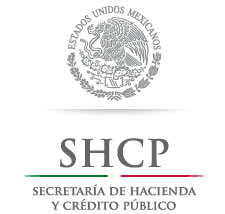 ESTADOS UNIDOS MEXICANOS
SHCP
SECRETARÍA DE HACIENDA
Y CRÉDITO PÚBLICO